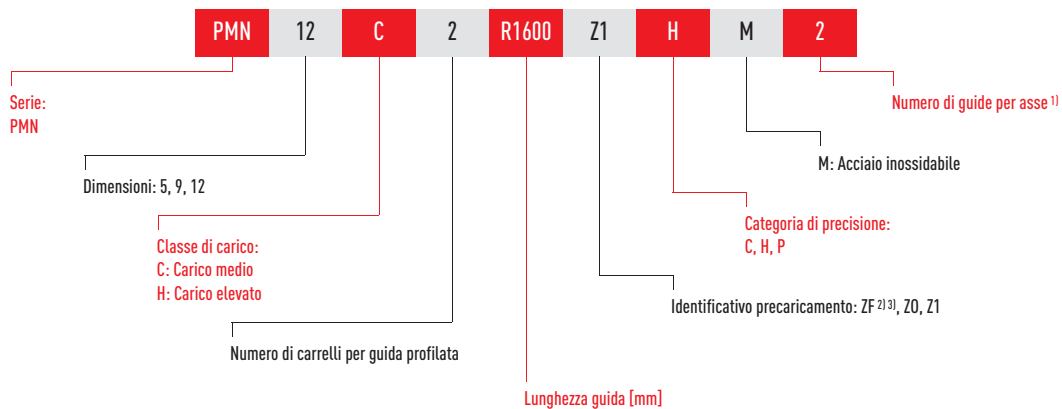 PMN 12 C 2 R1600 Z1 H M 2
Serie:
PMN
Numero di guide per asse 1)
M: Acciaio inossidabile
Dimensioni: 5, 9, 12
Categoria di precisione:
C, H, P
Classe di carico:
C: Carico medio
H: Carico elevato
Identificativo precaricamento: ZF 2) 3), Z0, Z1
Numero di carrelli per guida profilata
Lunghezza guida [mm]